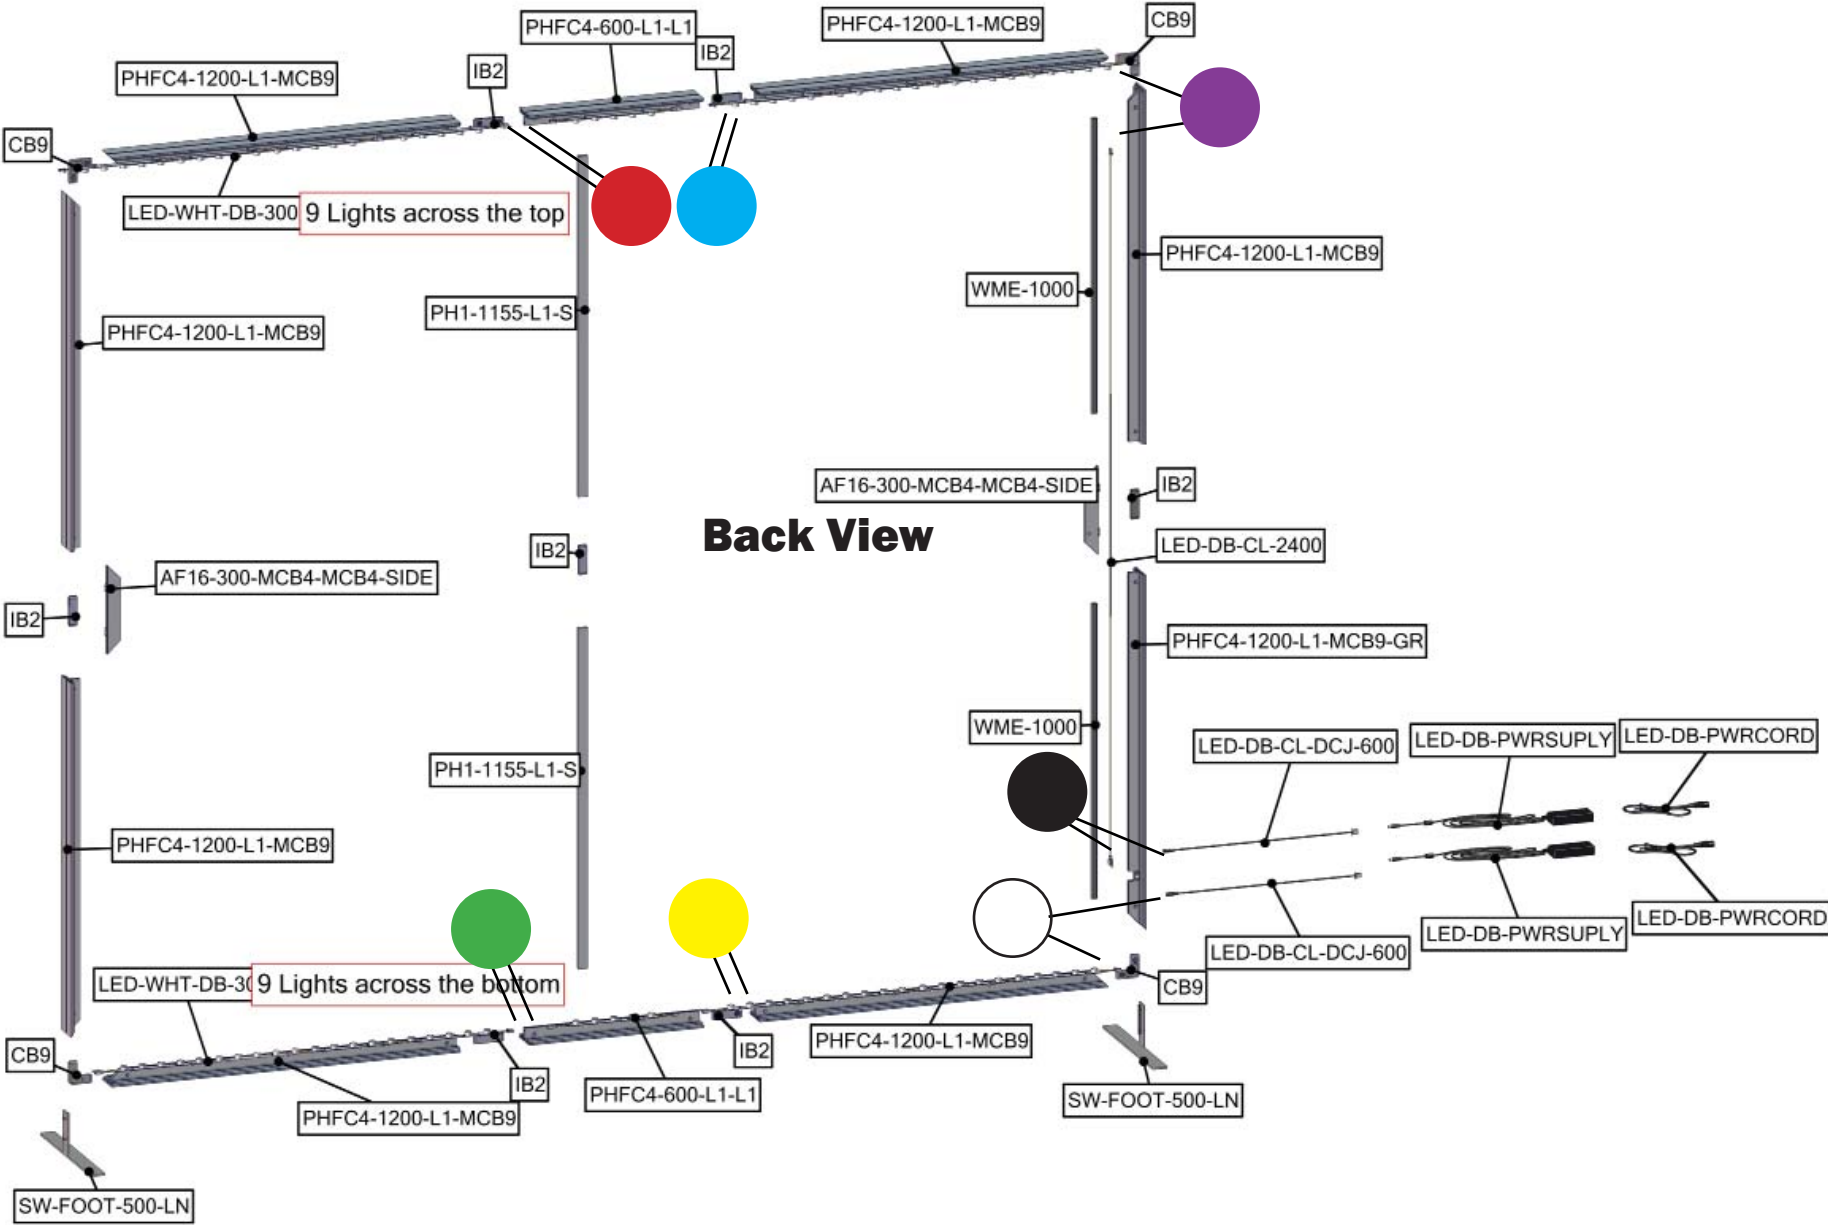 PHFC4-600-L1-L1
PHFC4-1200-L1-MCB9
CB9
IB2
IB2
PHFC4-1200-L1-MCB9
CB9
LED-WHT-DB-300
9 Lights across the top
PHFC4-1200-L1-MCB9
WME-1000
PH1-1155-L1-S
PHFC4-1200-L1-MCB9
AF16-300-MCB4-MCB4-SIDE
IB2
Back View
LED-DB-CL-2400
IB2
AF16-300-MCB4-MCB4-SIDE
IB2
PHFC4-1200-L1-MCB9-GR
WME-1000
LED-DB-CL-DCJ-600
LED-DB-PWRSUPLY
LED-DB-PWRCORD
PH1-1155-L1-S
PHFC4-1200-L1-MCB9
LED-DB-PWRCORD
LED-DB-PWRSUPLY
LED-DB-CL-DCJ-600
LED-WHT-DB-30
9 Lights across the bottom
CB9
PHFC4-1200-L1-MCB9
IB2
CB9
IB2
PHFC4-600-L1-L1
SW-FOOT-500-LN
PHFC4-1200-L1-MCB9
SW-FOOT-500-LN